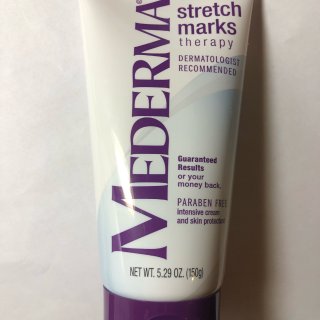 MEDERMA®
stretch
marks
therapy
DERMATOLOGIST
RECOMMENDED
Guaranteed
Results
or your
money back.
PARABEN FREE
intensive cream
and skin protectant
NET WT. 5.29 OZ. (150g)